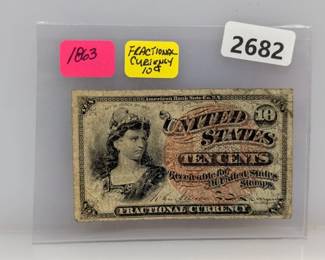 1863
FRACTIONAL
CURRENCY
10¢
2682
American Bank Note Co. N.Y.
10
UNITED
STATES
TEN CENTS
Receivable for
all United States
Stamps.
FRACTIONAL CURRENCY